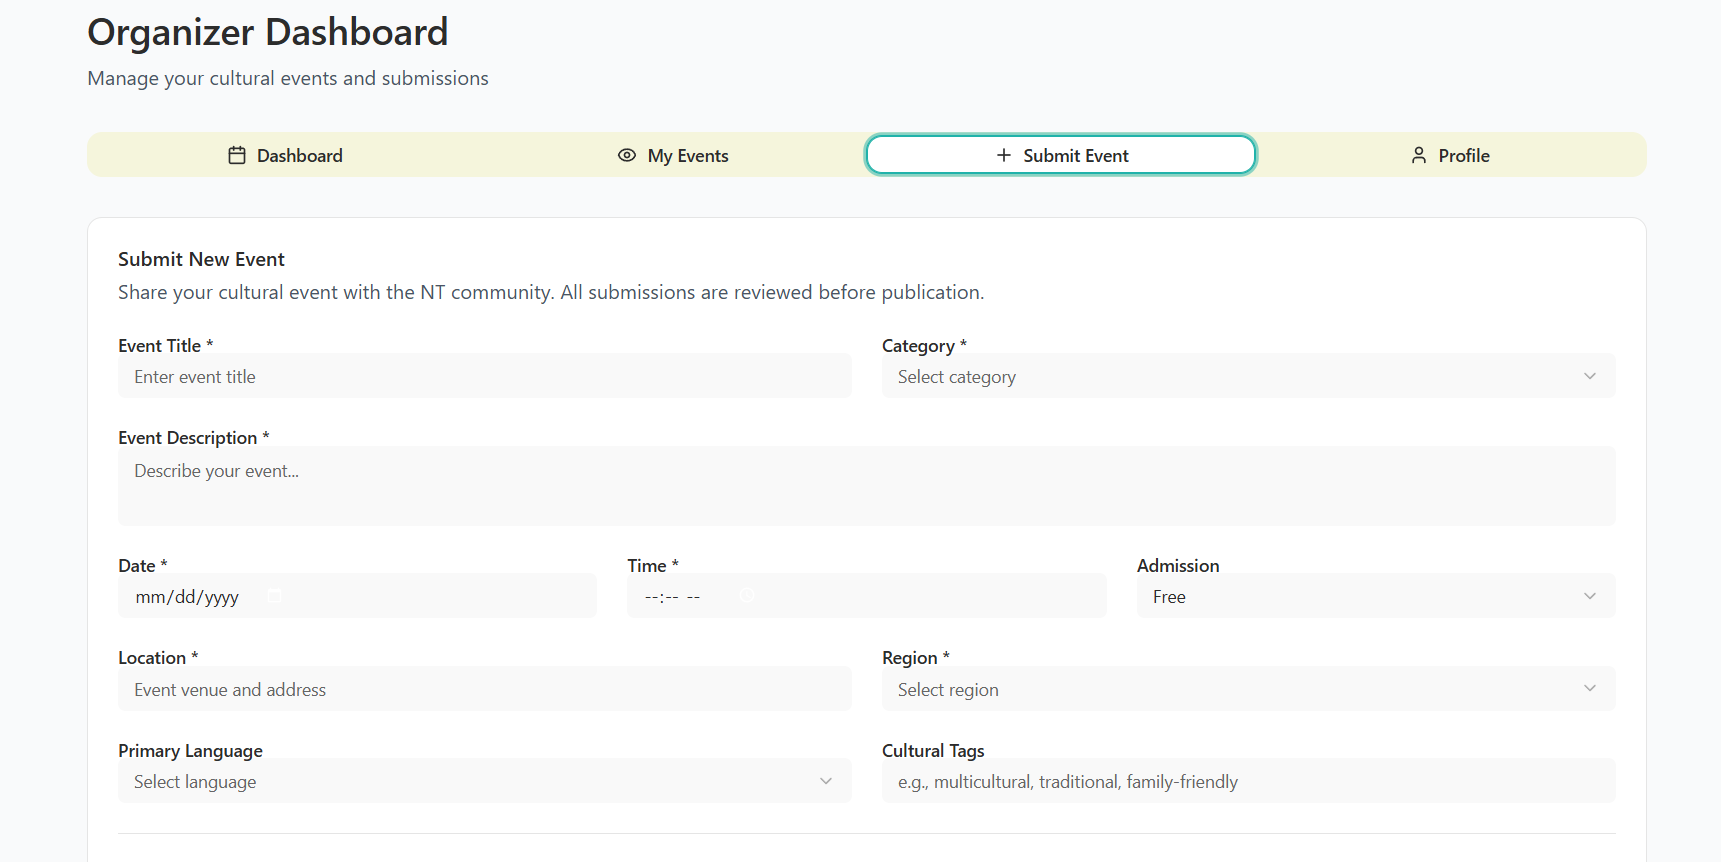 Organizer Dashboard
Manage your cultural events and submissions
Dashboard
My Events
Submit Event
Profile
Submit New Event
Share your cultural event with the NT community. All submissions are reviewed before publication.
Event Title *
Category *
Enter event title
Select category
Event Description *
Describe your event...
Date *
Time *
Admission
mm/dd/yyyy
--:-- --
Free
Location *
Region *
Event venue and address
Select region
Primary Language
Cultural Tags
Select language
e.g., multicultural, traditional, family-friendly